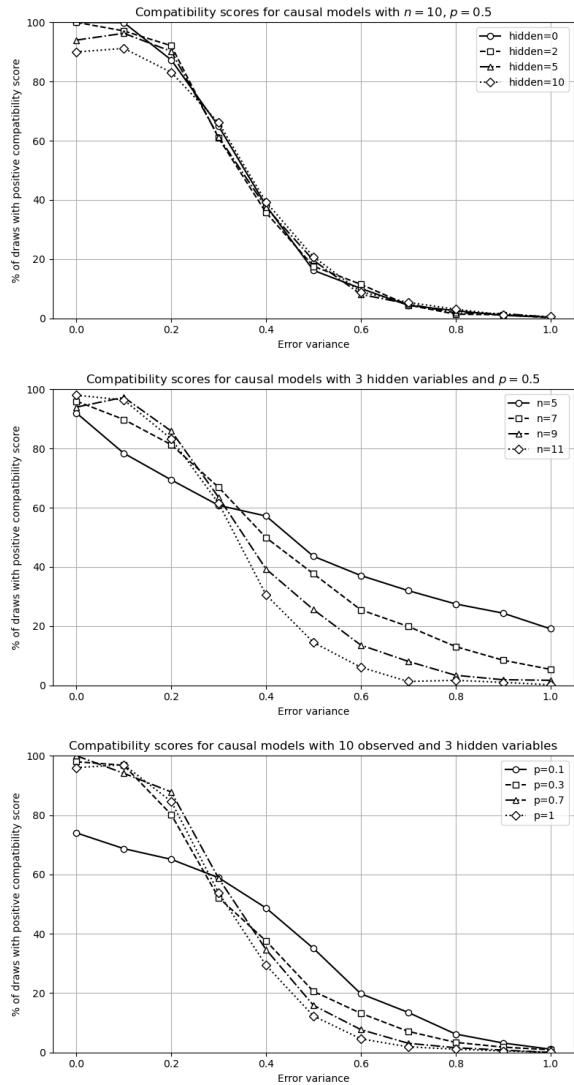 Compatibility scores for causal models with n = 10, p = 0.5
% of draws with positive compatibility score
100
80
60
40
20
0
hidden=0
hidden=2
hidden=5
hidden=10
0.0 0.2 0.4 0.6 0.8 1.0
Error variance
Compatibility scores for causal models with 3 hidden variables and p = 0.5
% of draws with positive compatibility score
100
80
60
40
20
0
n=5
n=7
n=9
n=11
0.0 0.2 0.4 0.6 0.8 1.0
Error variance
Compatibility scores for causal models with 10 observed and 3 hidden variables
% of draws with positive compatibility score
100
80
60
40
20
0
p=0.1
p=0.3
p=0.7
p=1
0.0 0.2 0.4 0.6 0.8 1.0
Error variance